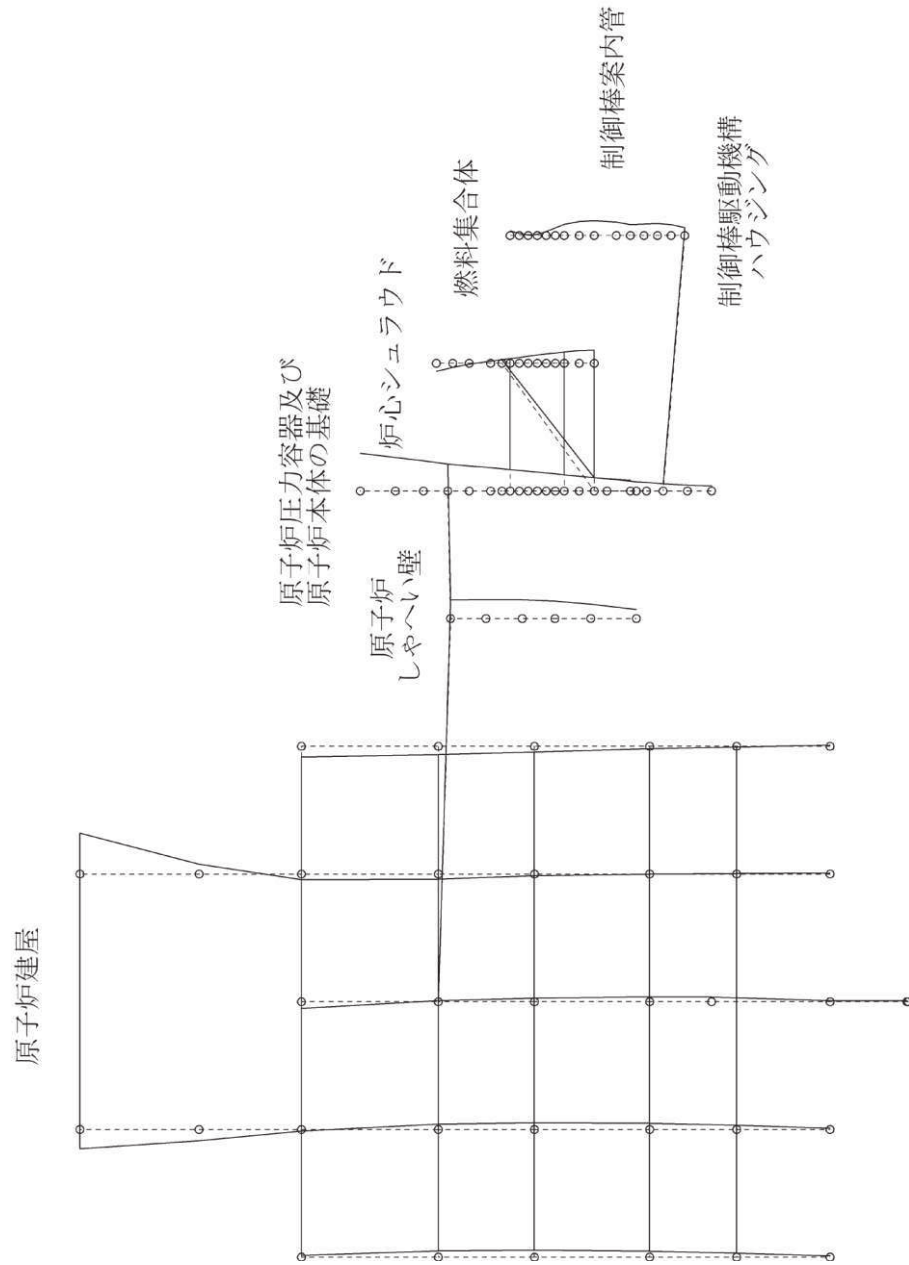 原子炉建屋
原子炉
しゃへい壁
原子炉圧力容器及び
原子炉本体の基礎
炉心シュラウド
燃料集合体
制御棒案内管
制御棒駆動機構
ハウジング